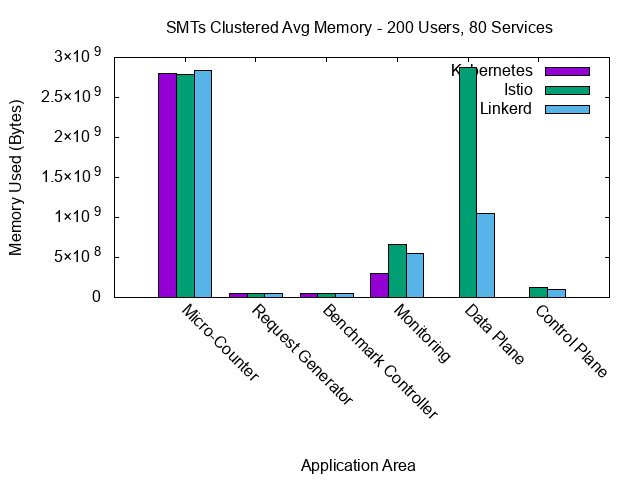 SMTs Clustered Avg Memory - 200 Users, 80 Services
Kubernetes
Istio
Linkerd
Memory Used (Bytes)
3×10⁹
2.5×10⁹
2×10⁹
1.5×10⁹
1×10⁹
5×10⁸
0
Micro-Counter
Request Generator
Benchmark Controller
Monitoring
Data Plane
Control Plane
Application Area